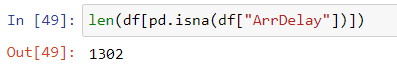 In [49]: len(df[pd.isna(df["ArrDelay"])])
Out[49]: 1302